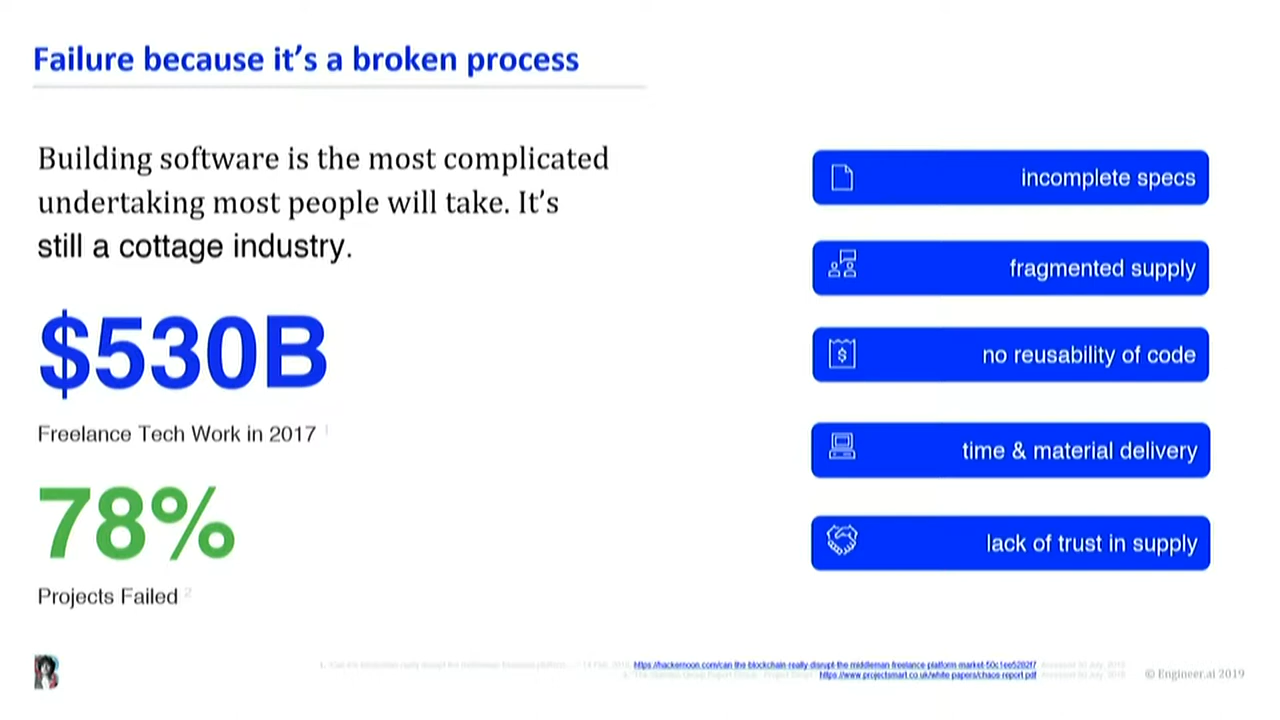 Failure because it’s a broken process
Building software is the most complicated
undertaking most people will take. It’s
still a cottage industry.
$530B
Freelance Tech Work in 2017 1
78%
Projects Failed 2
incomplete specs
fragmented supply
no reusability of code
time & material delivery
lack of trust in supply
https://hackernoon.com/can-the-blockchain-really-disrupt-the-middleman-freelance-platform-market-50c1ee5282f7
https://www.projectsmart.co.uk/white-papers/chaos-report.pdf
© Engineer.ai 2019